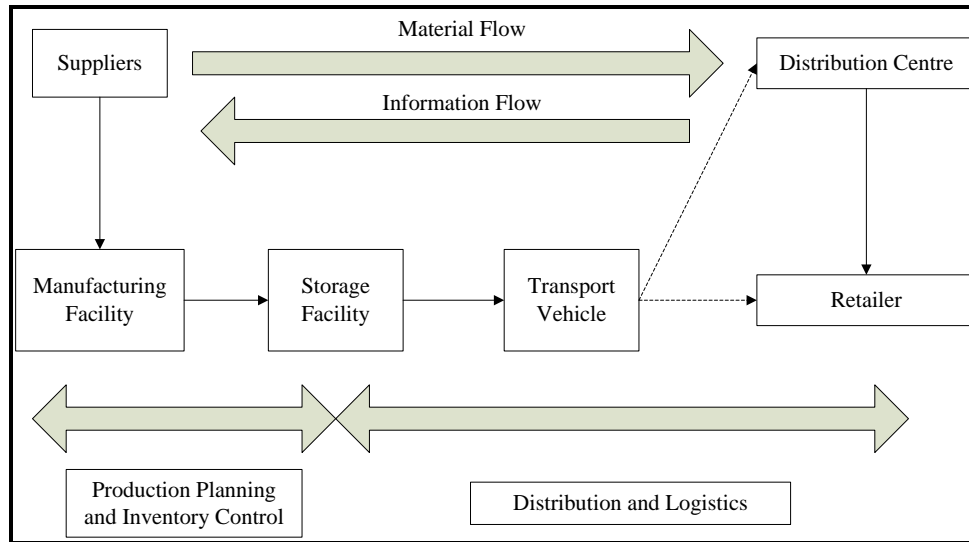 Suppliers
Material Flow
Distribution Centre
Information Flow
Manufacturing
Facility
Storage
Facility
Transport
Vehicle
Retailer
Production Planning
and Inventory Control
Distribution and Logistics